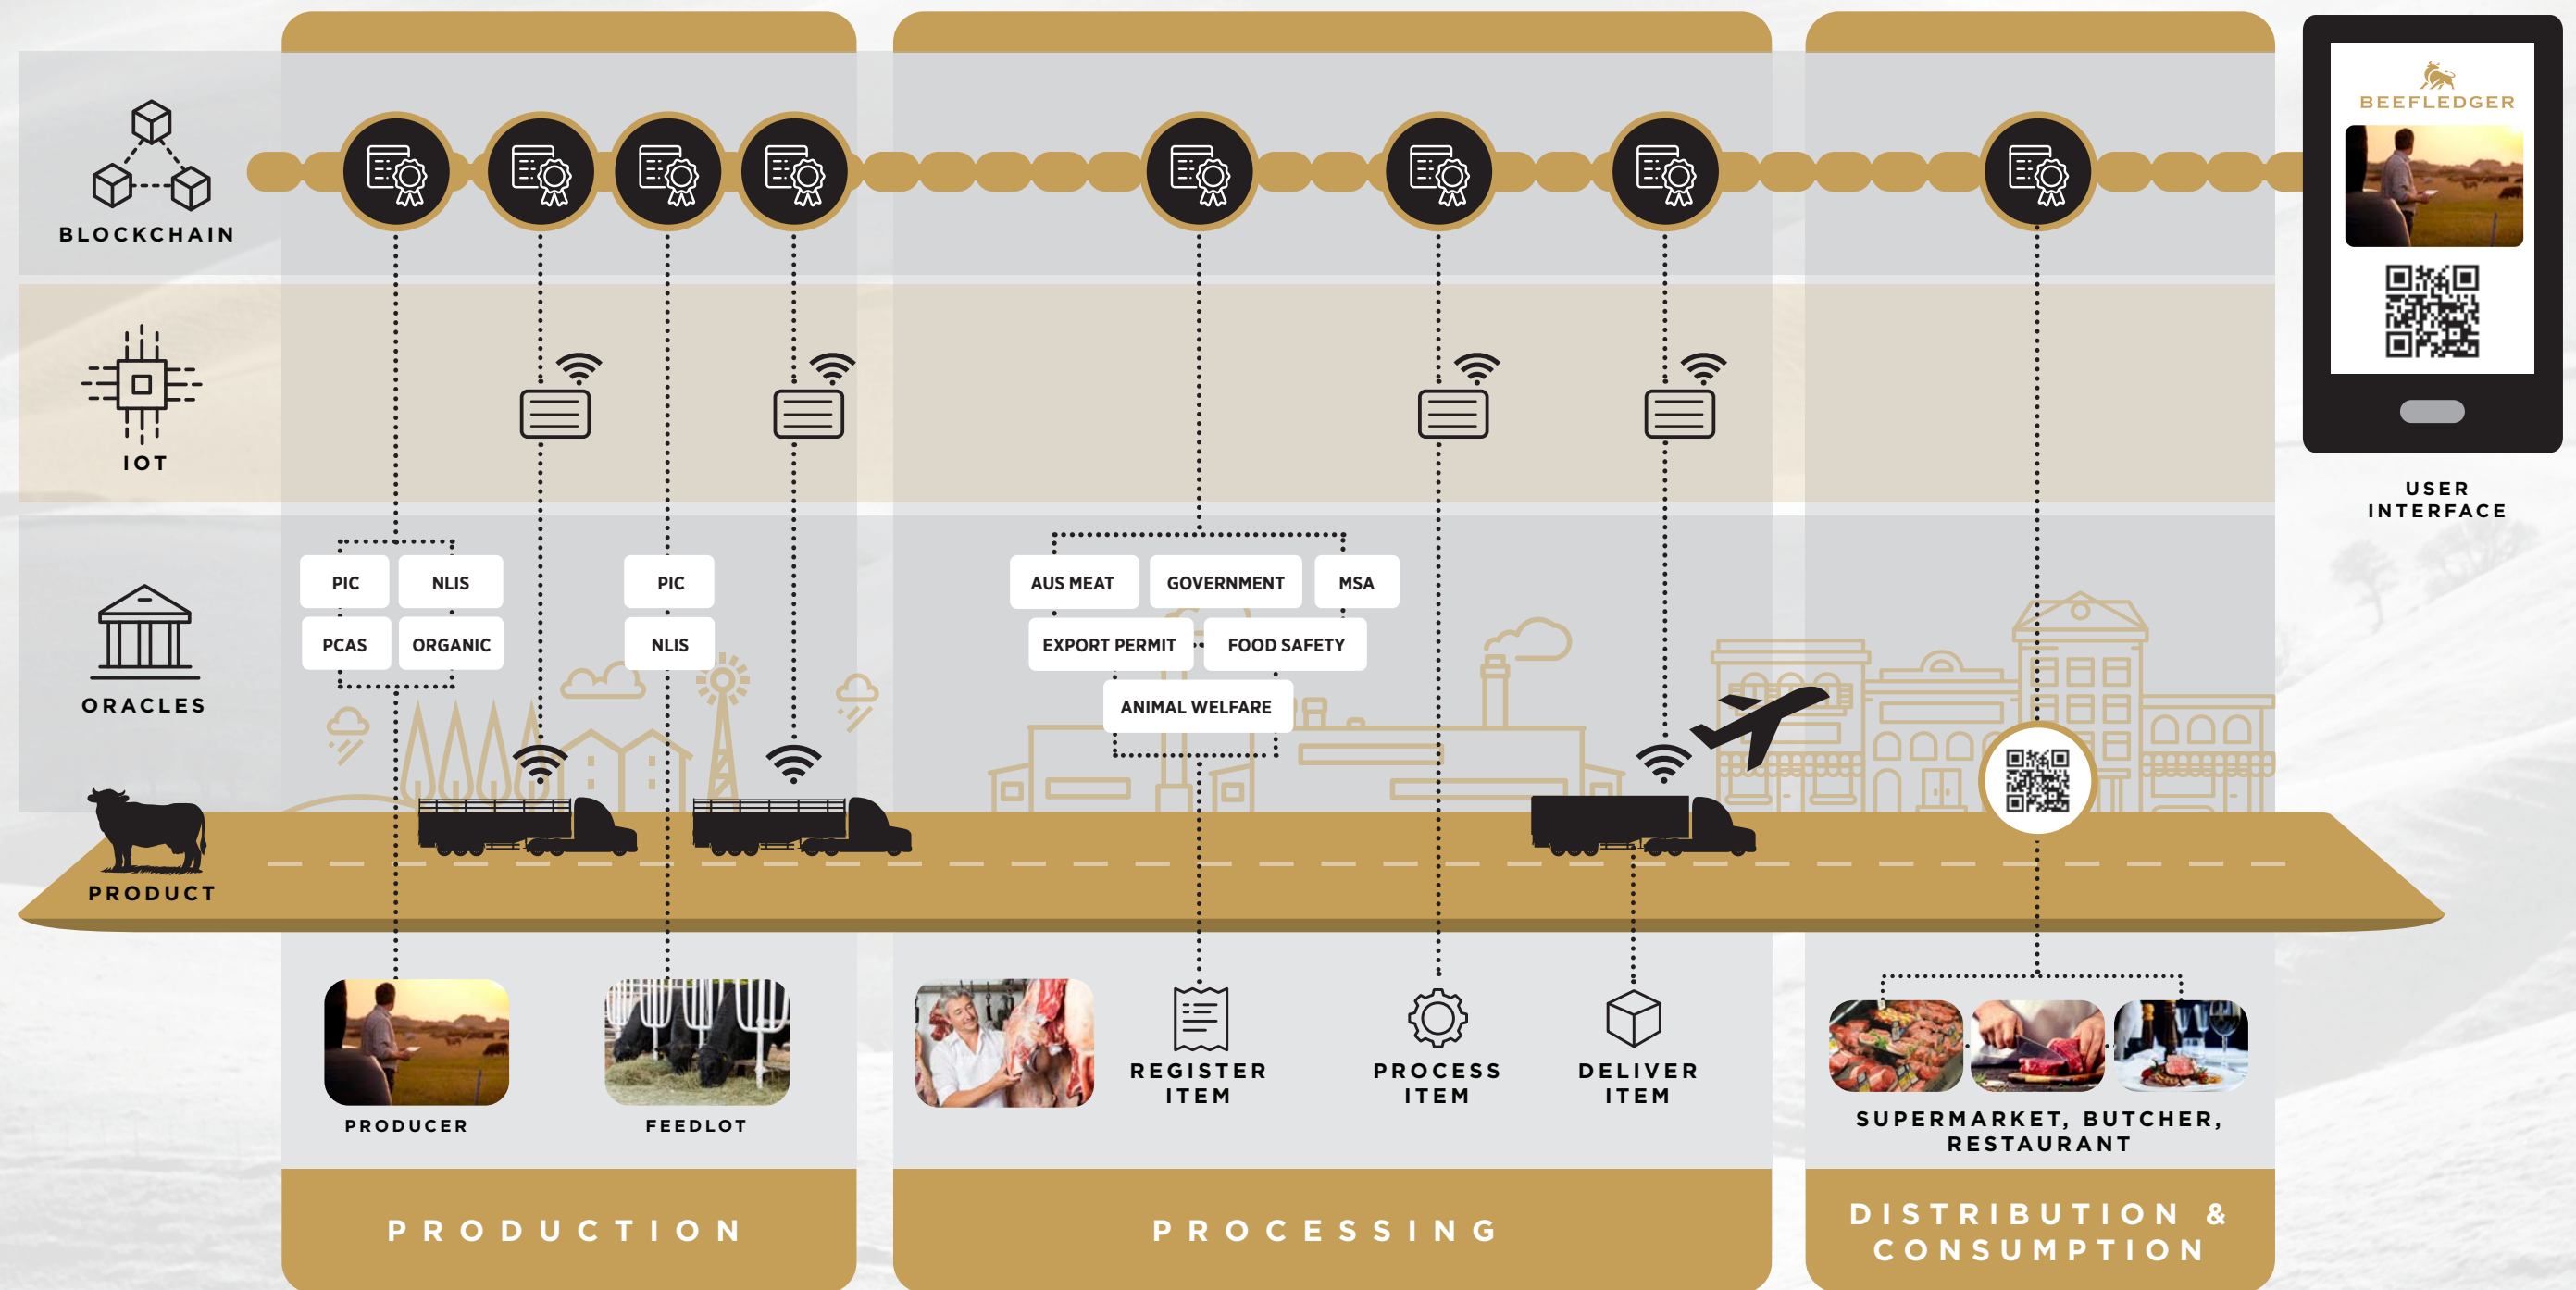 BEEFLEDGER
BLOCKCHAIN
IOT
USER
INTERFACE
PIC
NLIS
PCAS
ORGANIC
PIC
NLIS
AUS MEAT
GOVERNMENT
MSA
EXPORT PERMIT
FOOD SAFETY
ANIMAL WELFARE
ORACLES
PRODUCT
PRODUCER
FEEDLOT
REGISTER
ITEM
PROCESS
ITEM
DELIVER
ITEM
SUPERMARKET, BUTCHER,
RESTAURANT
PRODUCTION
PROCESSING
DISTRIBUTION &
CONSUMPTION